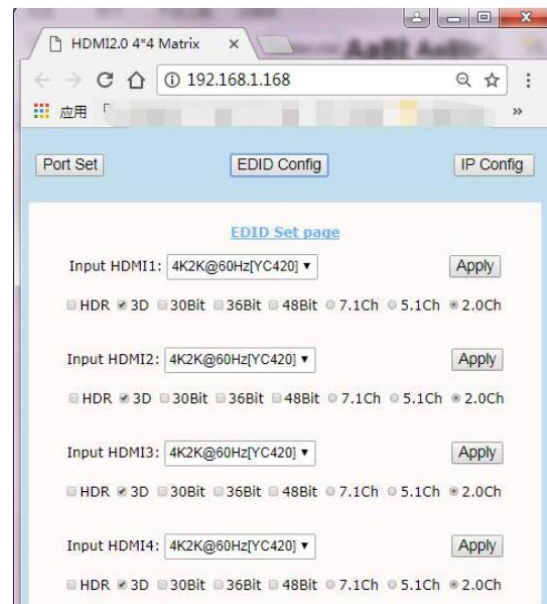 HDMI2.0 4*4 Matrix
192.168.1.168
应用
Port Set EDID Config IP Config
EDID Set page
Input HDMI1: 4K2K@60Hz[YC420] Apply
HDR 3D 30Bit 36Bit 48Bit 7.1Ch 5.1Ch 2.0Ch
Input HDMI2: 4K2K@60Hz[YC420] Apply
HDR 3D 30Bit 36Bit 48Bit 7.1Ch 5.1Ch 2.0Ch
Input HDMI3: 4K2K@60Hz[YC420] Apply
HDR 3D 30Bit 36Bit 48Bit 7.1Ch 5.1Ch 2.0Ch
Input HDMI4: 4K2K@60Hz[YC420] Apply
HDR 3D 30Bit 36Bit 48Bit 7.1Ch 5.1Ch 2.0Ch